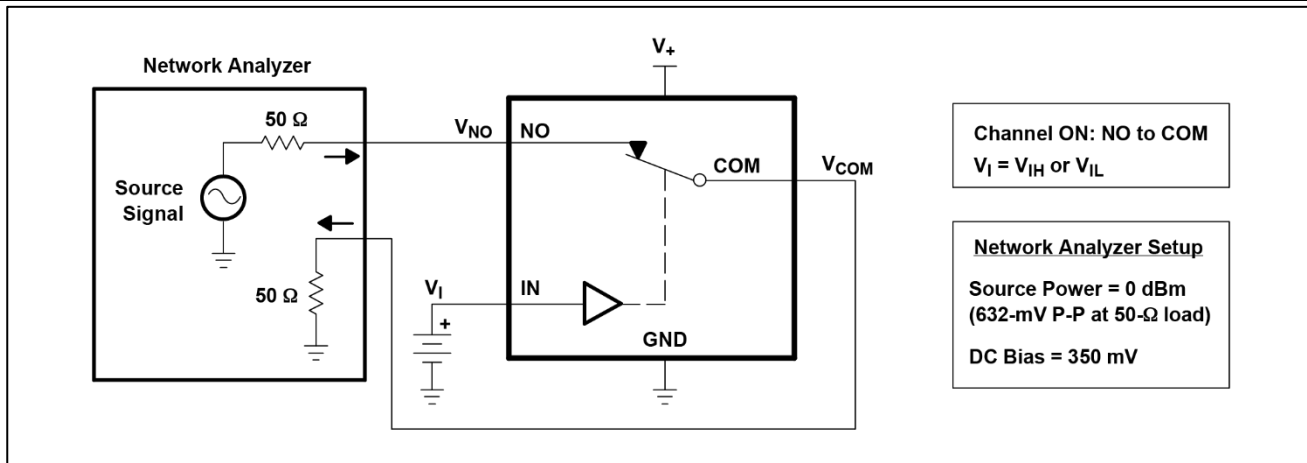 Network Analyzer
50 Ω
Source
Signal
50 Ω
V+
VNO
NO
COM
VCOM
VI
IN
+
GND
Channel ON: NO to COM
VI = VIH or VIL
Network Analyzer Setup
Source Power = 0 dBm
(632-mV P-P at 50-Ω load)
DC Bias = 350 mV